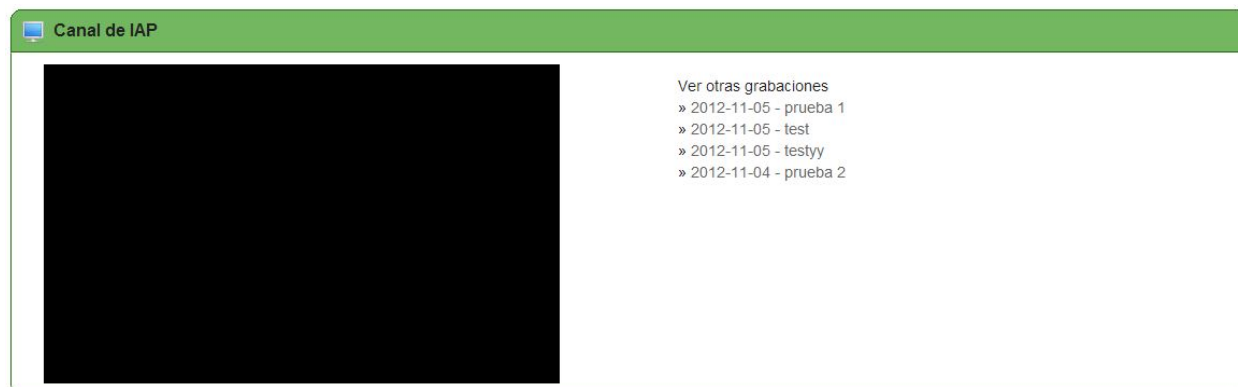 Canal de IAP
Ver otras grabaciones
» 2012-11-05 - prueba 1
» 2012-11-05 - test
» 2012-11-05 - testyy
» 2012-11-04 - prueba 2